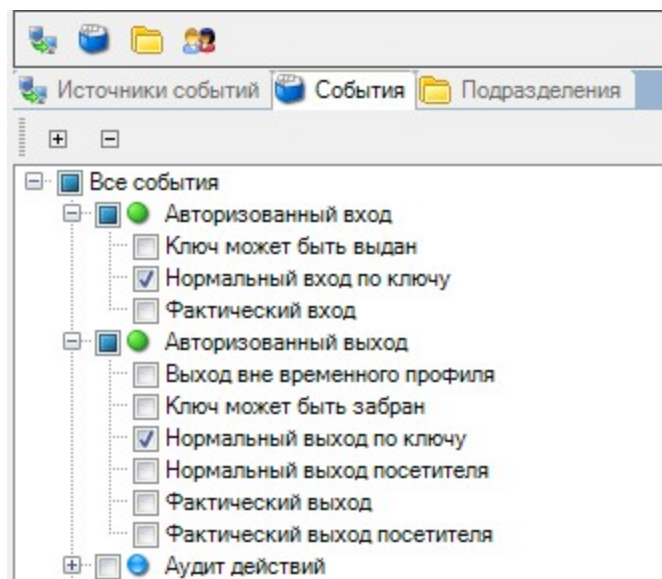 Источники событий События Подразделения
Все события
Авторизованный вход
Ключ может быть выдан
Нормальный вход по ключу
Фактический вход
Авторизованный выход
Выход вне временного профиля
Ключ может быть забран
Нормальный выход по ключу
Нормальный выход посетителя
Фактический выход
Фактический выход посетителя
Аудит действий